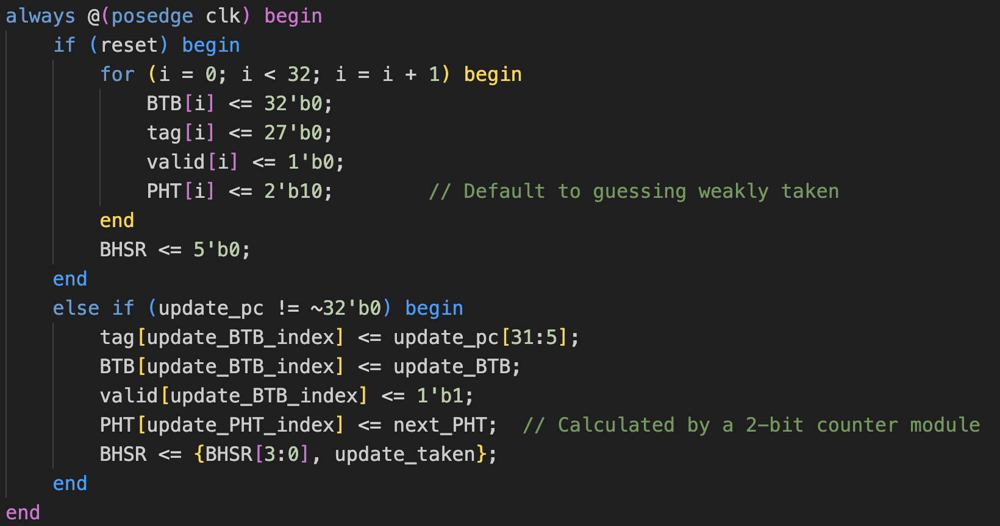 always @(posedge clk) begin
    if (reset) begin
        for (i = 0; i < 32; i = i + 1) begin
            BTB[i] <= 32'b0;
            tag[i] <= 27'b0;
            valid[i] <= 1'b0;
            PHT[i] <= 2'b10;        // Default to guessing weakly taken
        end
        BHSR <= 5'b0;
    end
    else if (update_pc != ~32'b0) begin
        tag[update_BTB_index] <= update_pc[31:5];
        BTB[update_BTB_index] <= update_BTB;
        valid[update_BTB_index] <= 1'b1;
        PHT[update_PHT_index] <= next_PHT;  // Calculated by a 2-bit counter module
        BHSR <= {BHSR[3:0], update_taken};
    end
end